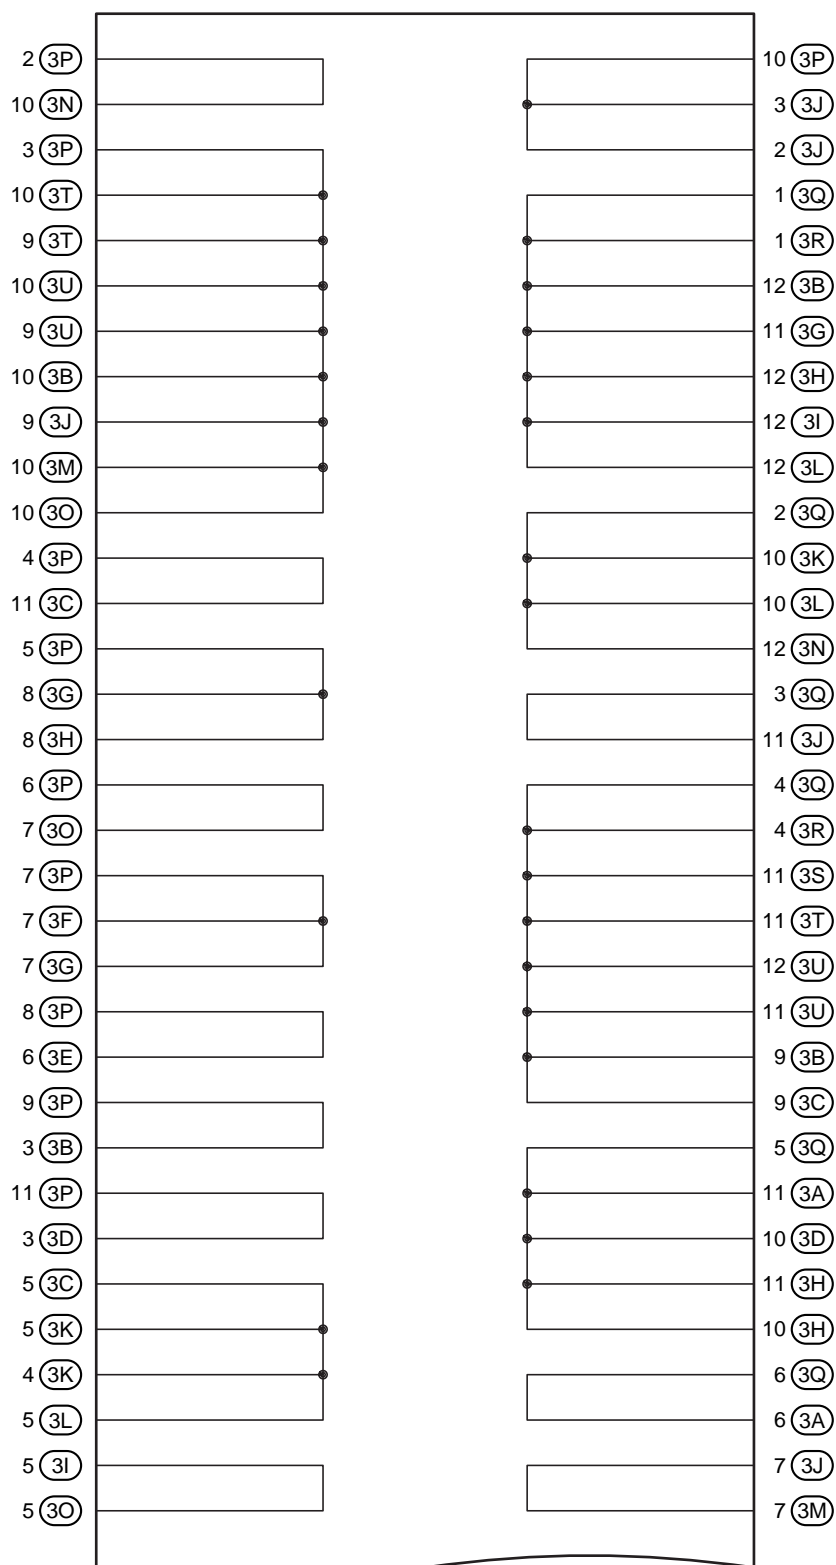 2 3P 10 3P
10 3N 3 3J
3 3P 2 3J
10 3T 1 3Q
9 3T 1 3R
10 3U 12 3B
9 3U 11 3G
10 3B 12 3H
9 3J 12 3I
10 3M 12 3L
10 3O 2 3Q
4 3P 10 3K
11 3C 10 3L
5 3P 12 3N
8 3G 3 3Q
8 3H 11 3J
6 3P 4 3Q
7 3O 4 3R
7 3P 11 3S
7 3F 11 3T
7 3G 12 3U
8 3P 11 3U
6 3E 9 3B
9 3P 9 3C
3 3B 5 3Q
11 3P 11 3A
3 3D 10 3D
5 3C 11 3H
5 3K 10 3H
4 3K 6 3Q
5 3L 6 3A
5 3I 7 3J
5 3O 7 3M